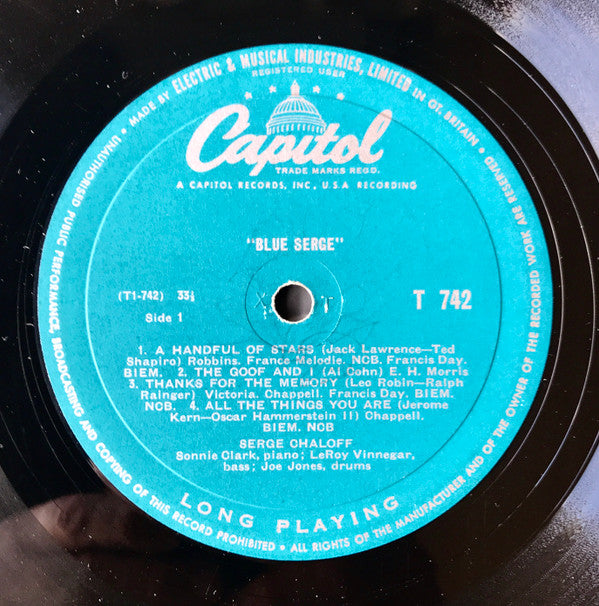 MADE BY ELECTRIC & MUSICAL INDUSTRIES, LIMITED IN GT. BRITAIN •
REGISTERED USER
Capitol
TRADE MARKS REGD.
A CAPITOL RECORDS, INC., U.S.A RECORDING
"BLUE SERGE"
(T1-742) 33⅓
T 742
Side 1
1. A HANDFUL OF STARS (Jack Lawrence—Ted
Shapiro) Robbins. Franco Melodie. NOB. Francis Day.
BIEM. 2. THE GOOF AND I (Al Cohn) E. H. Morris
3. THANKS FOR THE MEMORY (Leo Robin—Ralph
Rainger) Victoria. Chappell. Francis Day. BIEM.
NOB. 4. ALL THE THINGS YOU ARE (Jerome
Kern—Oscar Hammerstein II) Chappell.
BIEM. NOB
SERGE CHALOFF
Sonnie Clark, piano; LeRoy Vinnegar,
bass; Joe Jones, drums
LONG PLAYING
ALL RIGHTS OF THE MANUFACTURER AND OF THE OWNER OF THE RECORDED WORK ARE RESERVED
• UNAUTHORISED PUBLIC PERFORMANCE, BROADCASTING AND COPYING OF THIS RECORD PROHIBITED •